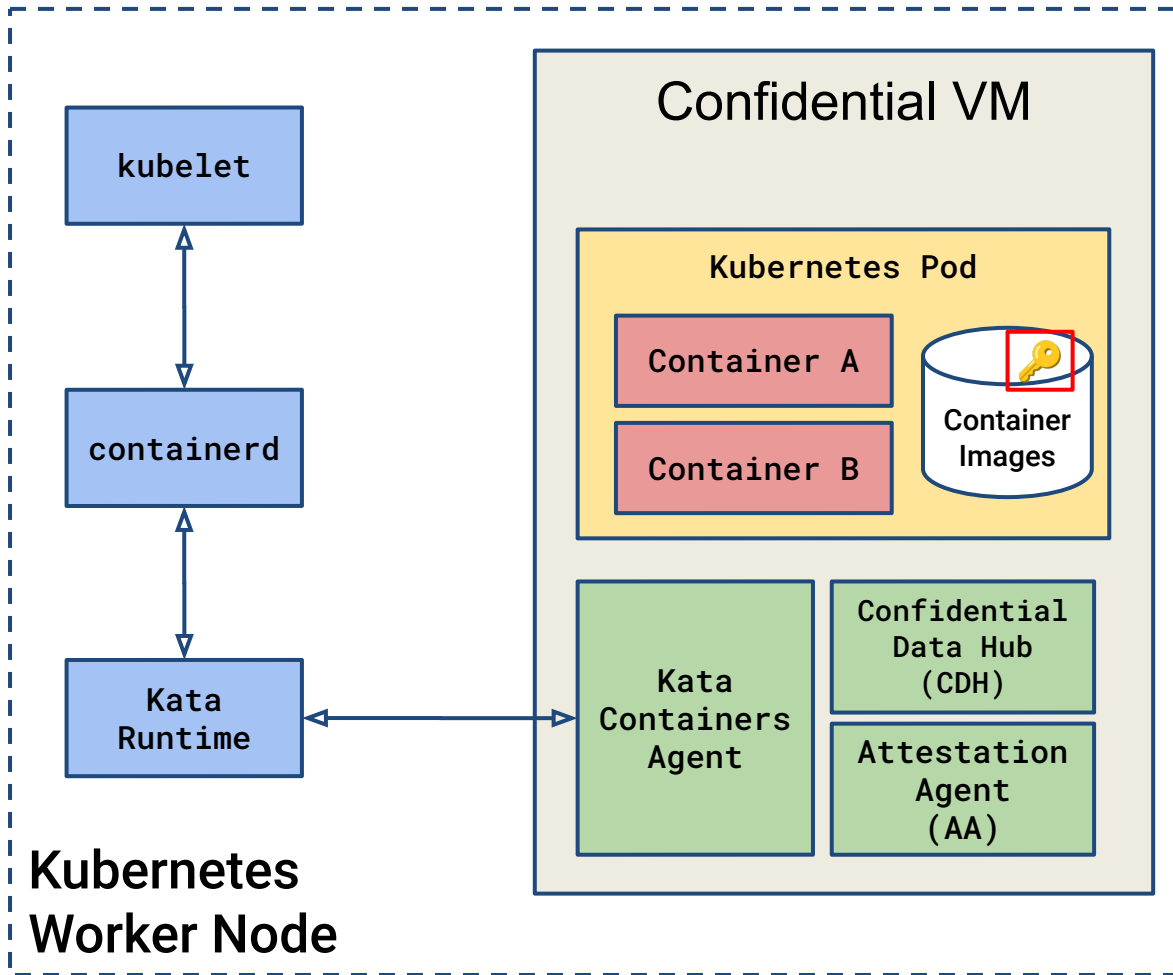 Confidential VM
kubelet
Kubernetes Pod
Container A
Container B
Container
Images
containerd
Kata
Runtime
Kata
Containers
Agent
Confidential
Data Hub
(CDH)
Attestation
Agent
(AA)
Kubernetes
Worker Node